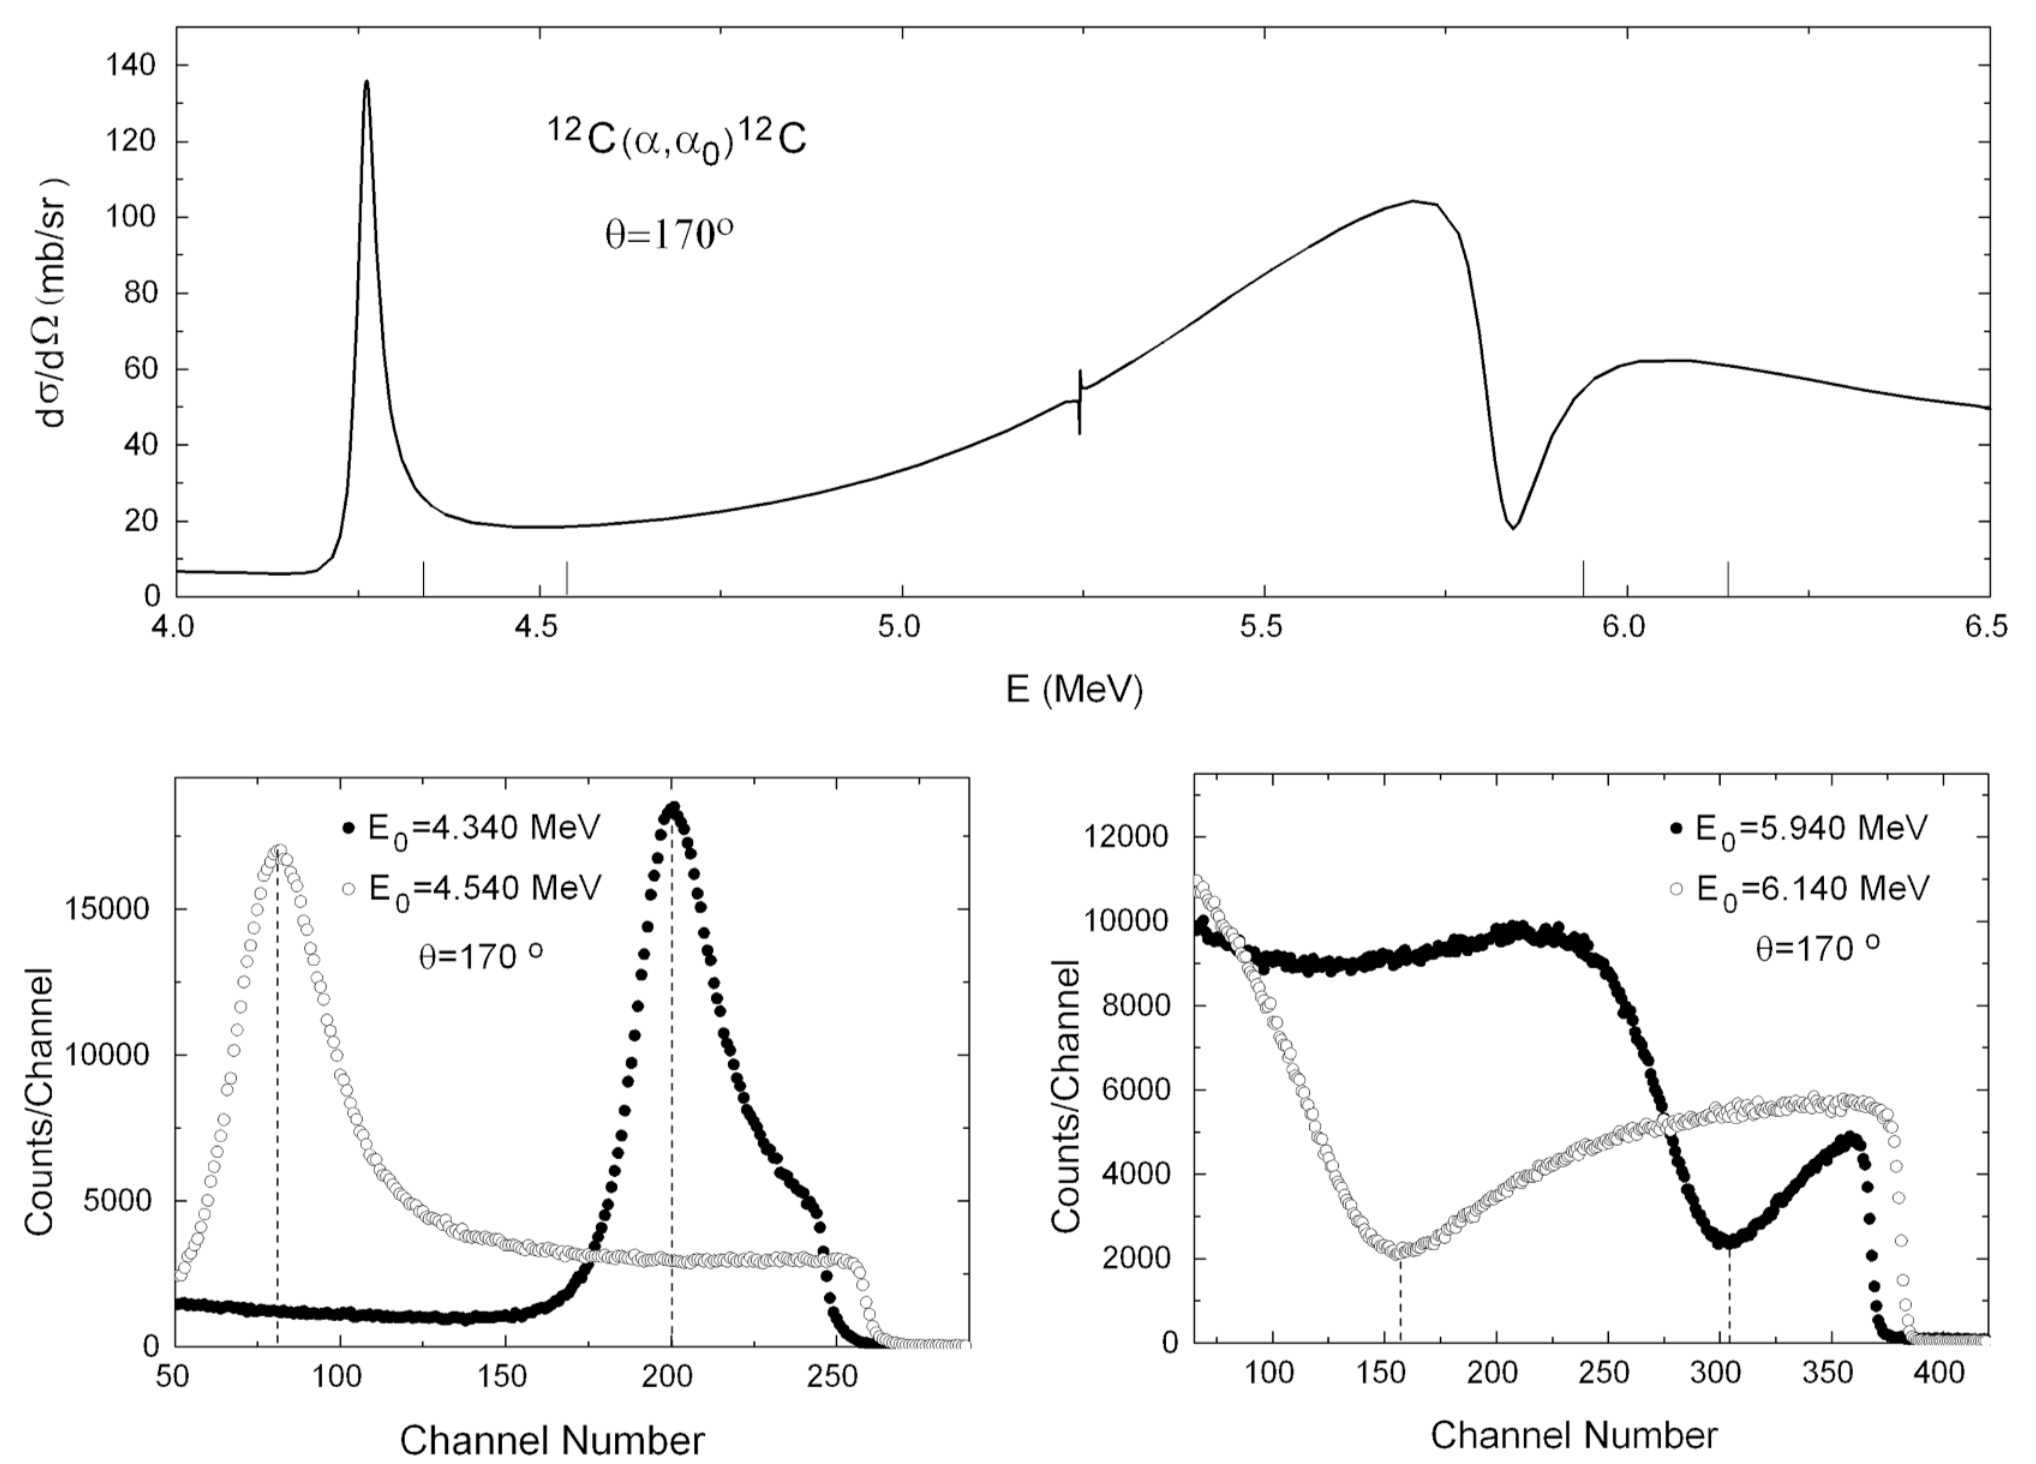 140
120
100
80
60
40
20
0
dσ/dΩ (mb/sr )
¹²C(α,α₀)¹²C
θ=170°
4.0 4.5 5.0 5.5 6.0 6.5
E (MeV)
15000
10000
5000
0
Counts/Channel
E₀=4.340 MeV
E₀=4.540 MeV
θ=170 °
50 100 150 200 250
Channel Number
12000
10000
8000
6000
4000
2000
0
Counts/Channel
E₀=5.940 MeV
E₀=6.140 MeV
θ=170 °
100 150 200 250 300 350 400
Channel Number